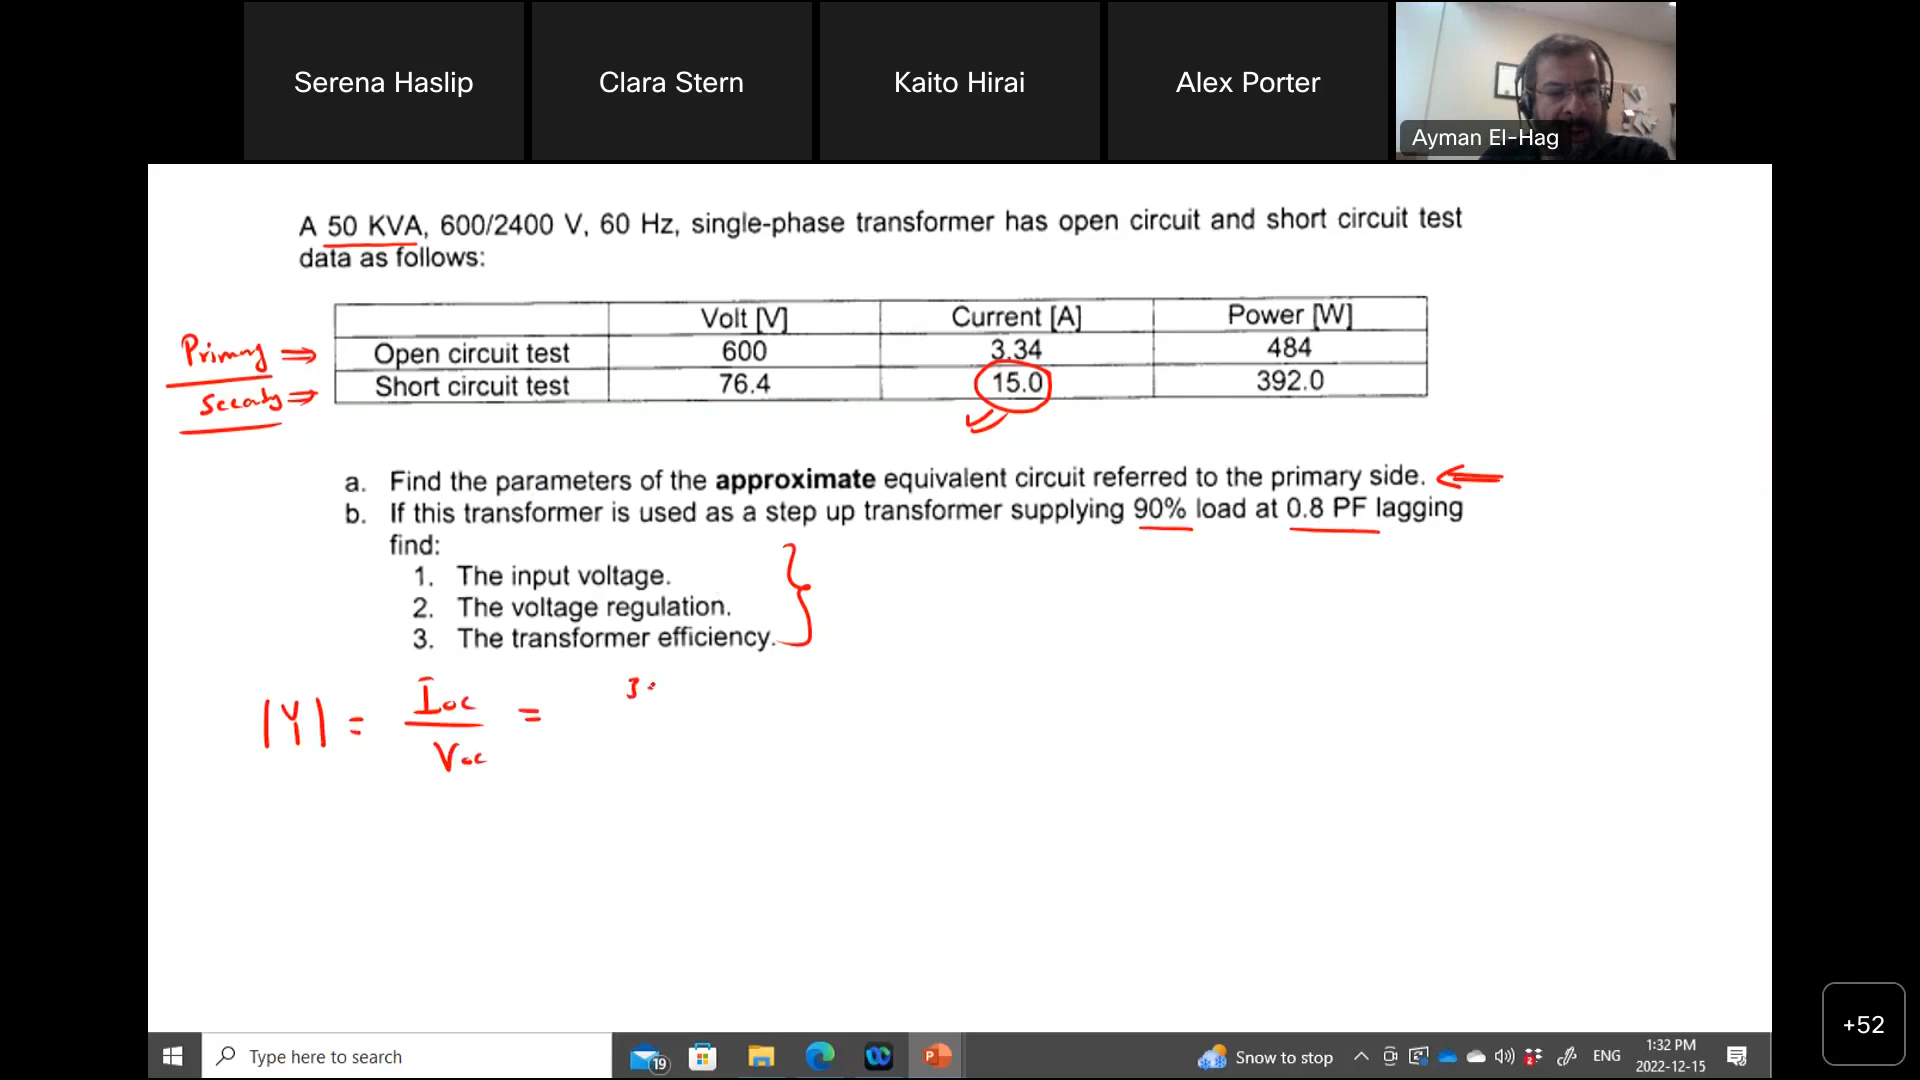 Serena Haslip
Clara Stern
Kaito Hirai
Alex Porter
Ayman El-Hag
A 50 KVA, 600/2400 V, 60 Hz, single-phase transformer has open circuit and short circuit test
data as follows:
Volt [V] Current [A] Power [W]
Primary ⇒ Open circuit test 600 3.34 484
Short circuit test 76.4 15.0 392.0
a. Find the parameters of the approximate equivalent circuit referred to the primary side.
b. If this transformer is used as a step up transformer supplying 90% load at 0.8 PF lagging
find:
1. The input voltage.
2. The voltage regulation.
3. The transformer efficiency.
|Y| = Ioc / Voc = 3.
+52
Type here to search
19
Snow to stop
ENG
1:32 PM
2022-12-15